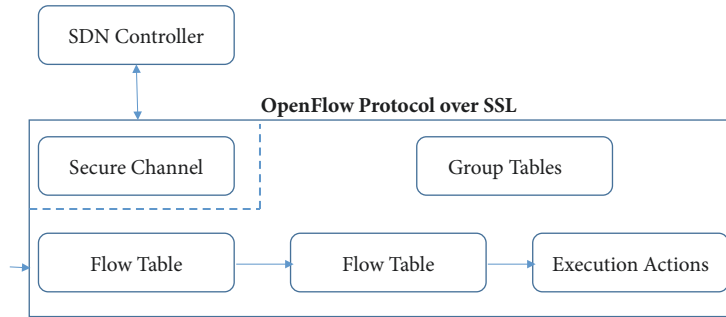 SDN Controller
OpenFlow Protocol over SSL
Secure Channel
Group Tables
Flow Table
Flow Table
Execution Actions